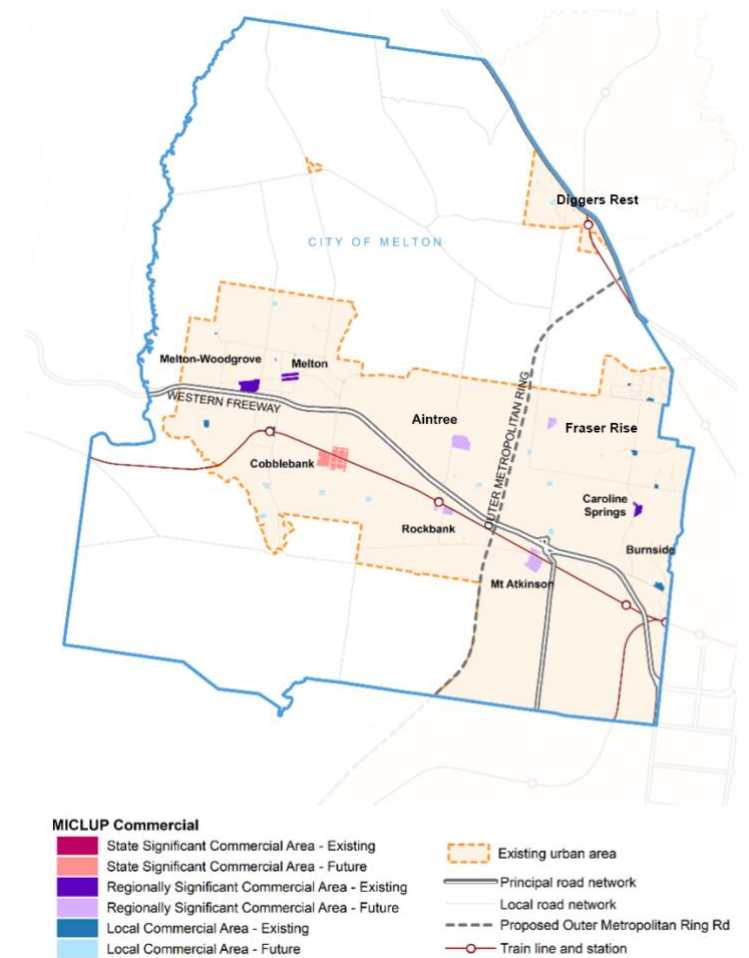 Diggers Rest
CITY OF MELTON
Melton-Woodgrove
Melton
WESTERN FREEWAY
OUTER METROPOLITAN RING
Aintree
Fraser Rise
Cobblebank
Caroline
Springs
Rockbank
Burnside
Mt Atkinson
MICLUP Commercial
State Significant Commercial Area - Existing
State Significant Commercial Area - Future
Regionally Significant Commercial Area - Existing
Regionally Significant Commercial Area - Future
Local Commercial Area - Existing
Local Commercial Area - Future
Existing urban area
Principal road network
Local road network
Proposed Outer Metropolitan Ring Rd
Train line and station